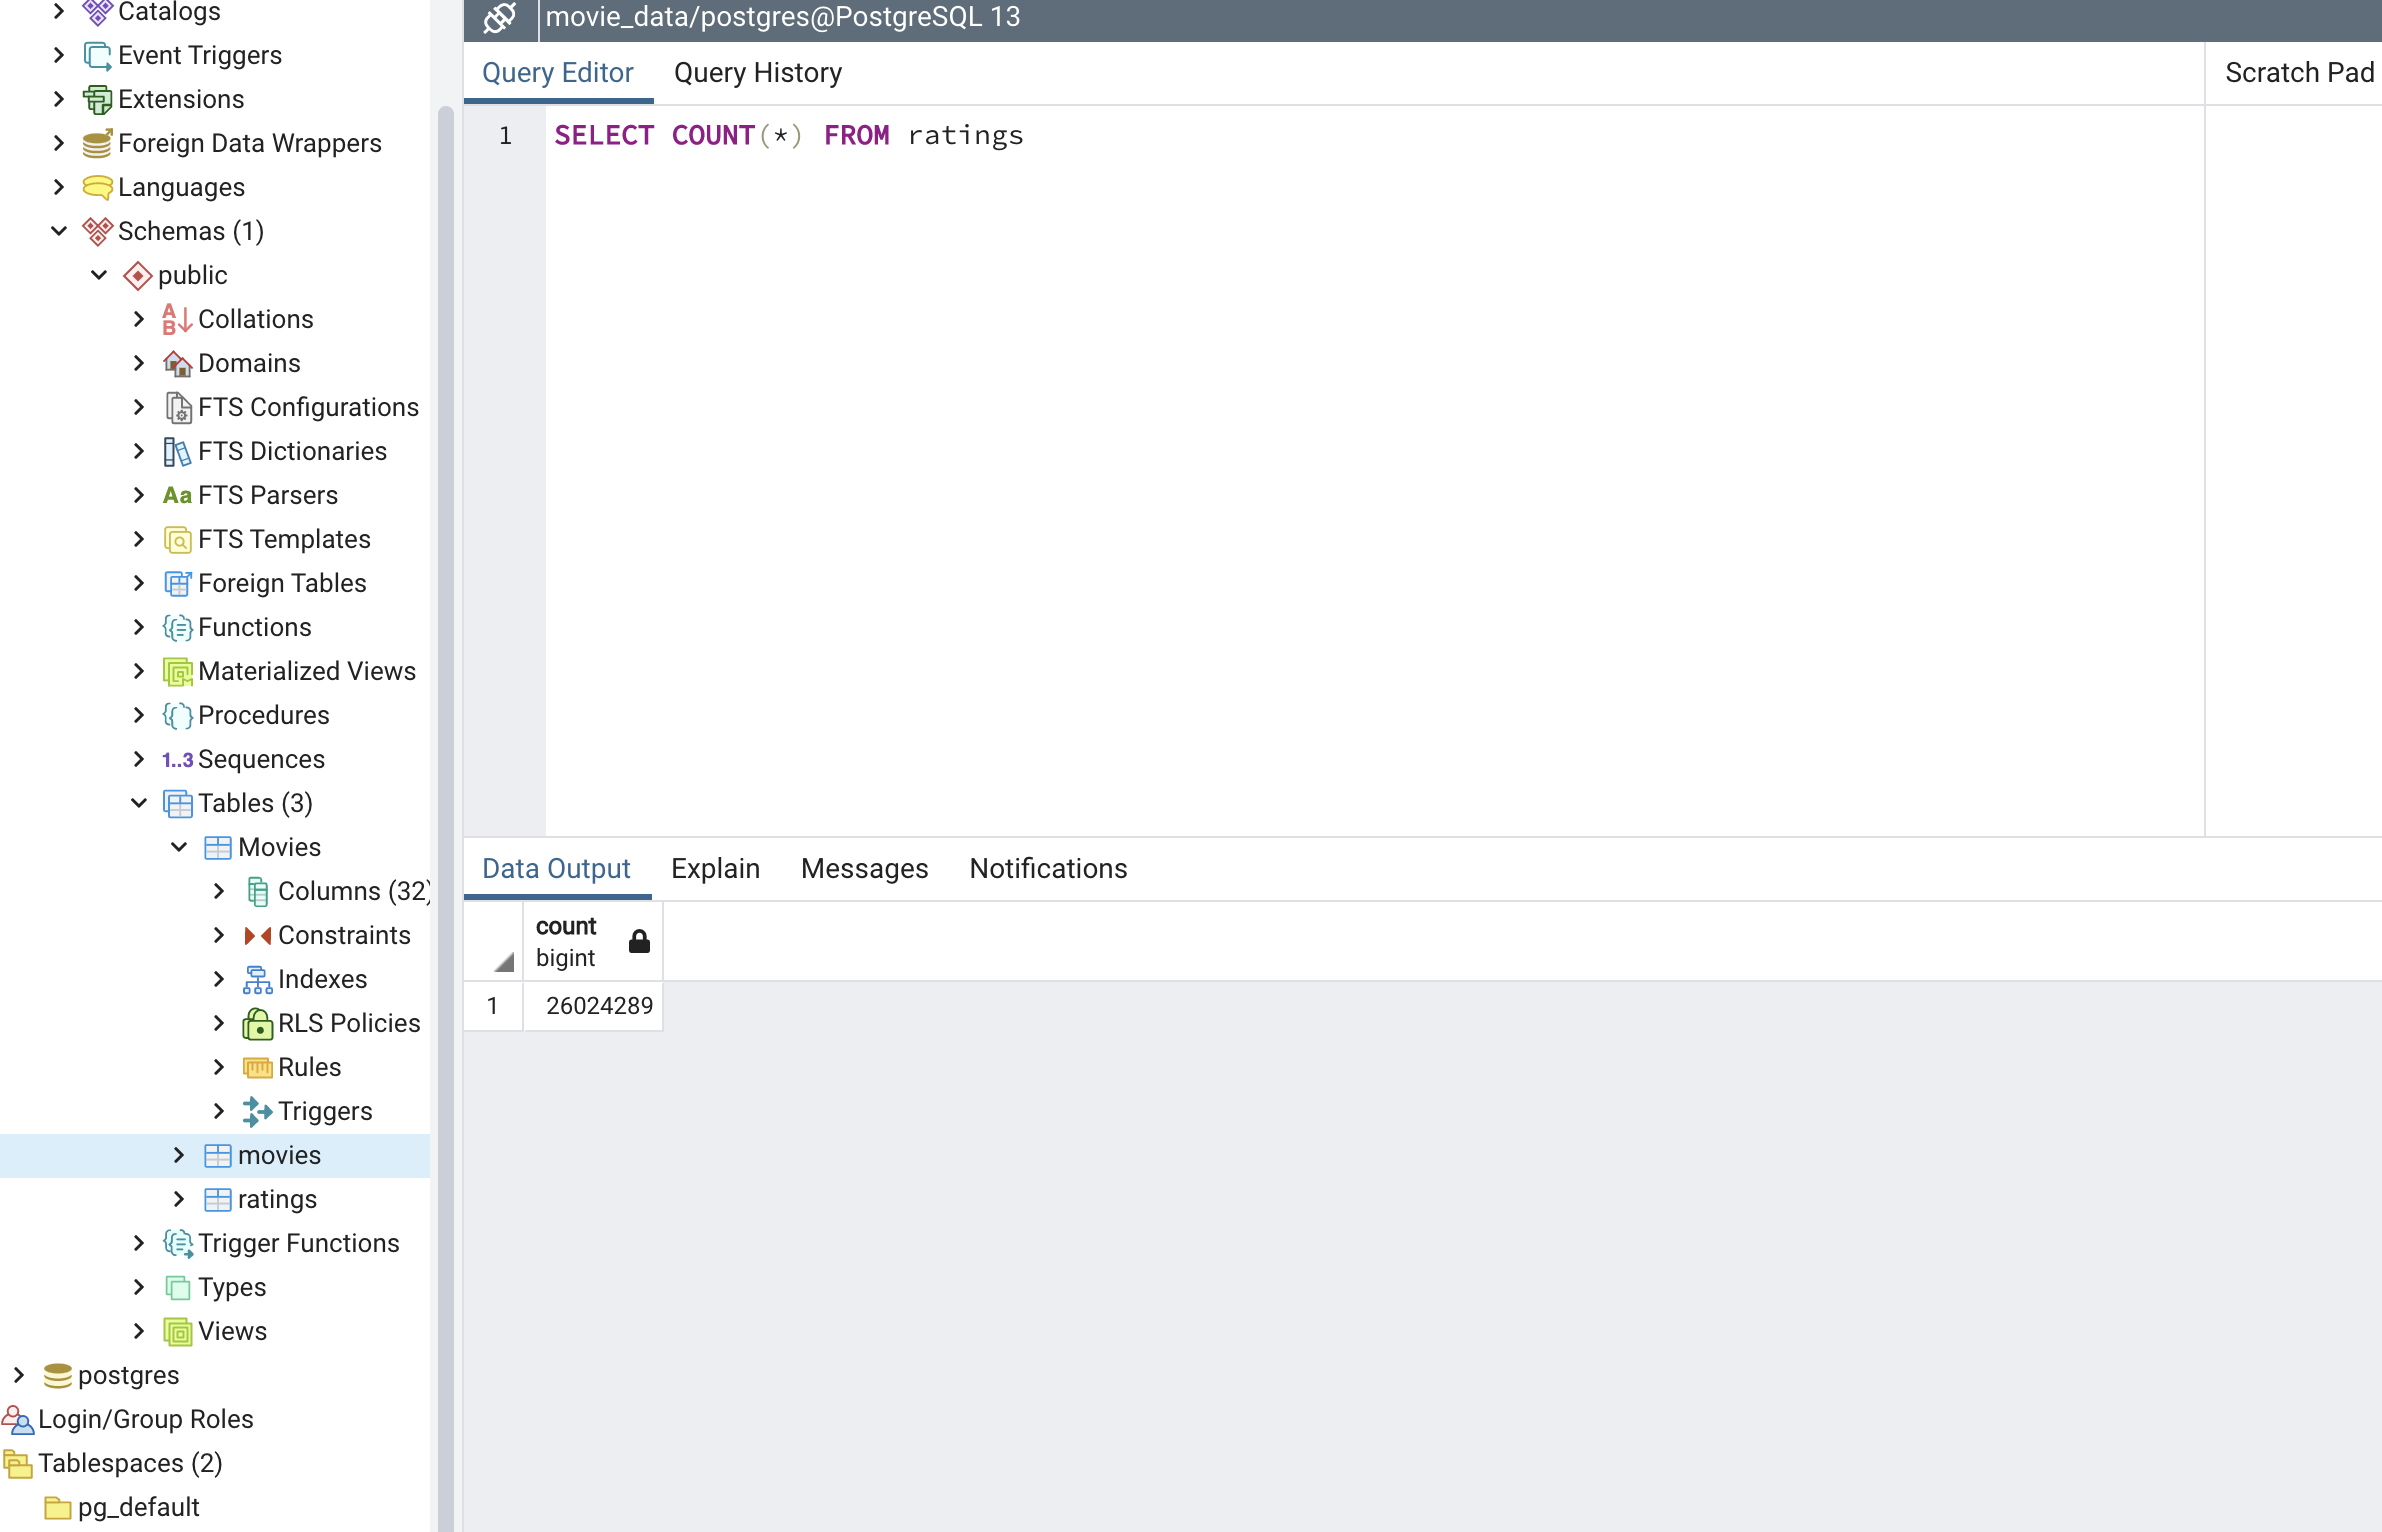 Catalogs
Event Triggers
Extensions
Foreign Data Wrappers
Languages
Schemas (1)
public
Collations
Domains
FTS Configurations
FTS Dictionaries
Aa FTS Parsers
FTS Templates
Foreign Tables
Functions
Materialized Views
Procedures
1..3 Sequences
Tables (3)
Movies
Columns (32)
Constraints
Indexes
RLS Policies
Rules
Triggers
movies
ratings
Trigger Functions
Types
Views
postgres
Login/Group Roles
Tablespaces (2)
pg_default
movie_data/postgres@PostgreSQL 13
Query Editor Query History
Scratch Pad
1 SELECT COUNT(*) FROM ratings
Data Output Explain Messages Notifications
count
bigint
1 26024289